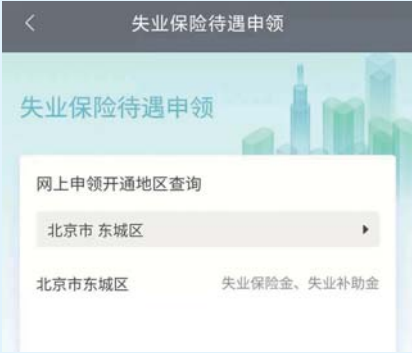 失业保险待遇申领
失业保险待遇申领
网上申领开通地区查询
北京市 东城区
北京市东城区 失业保险金、失业补助金